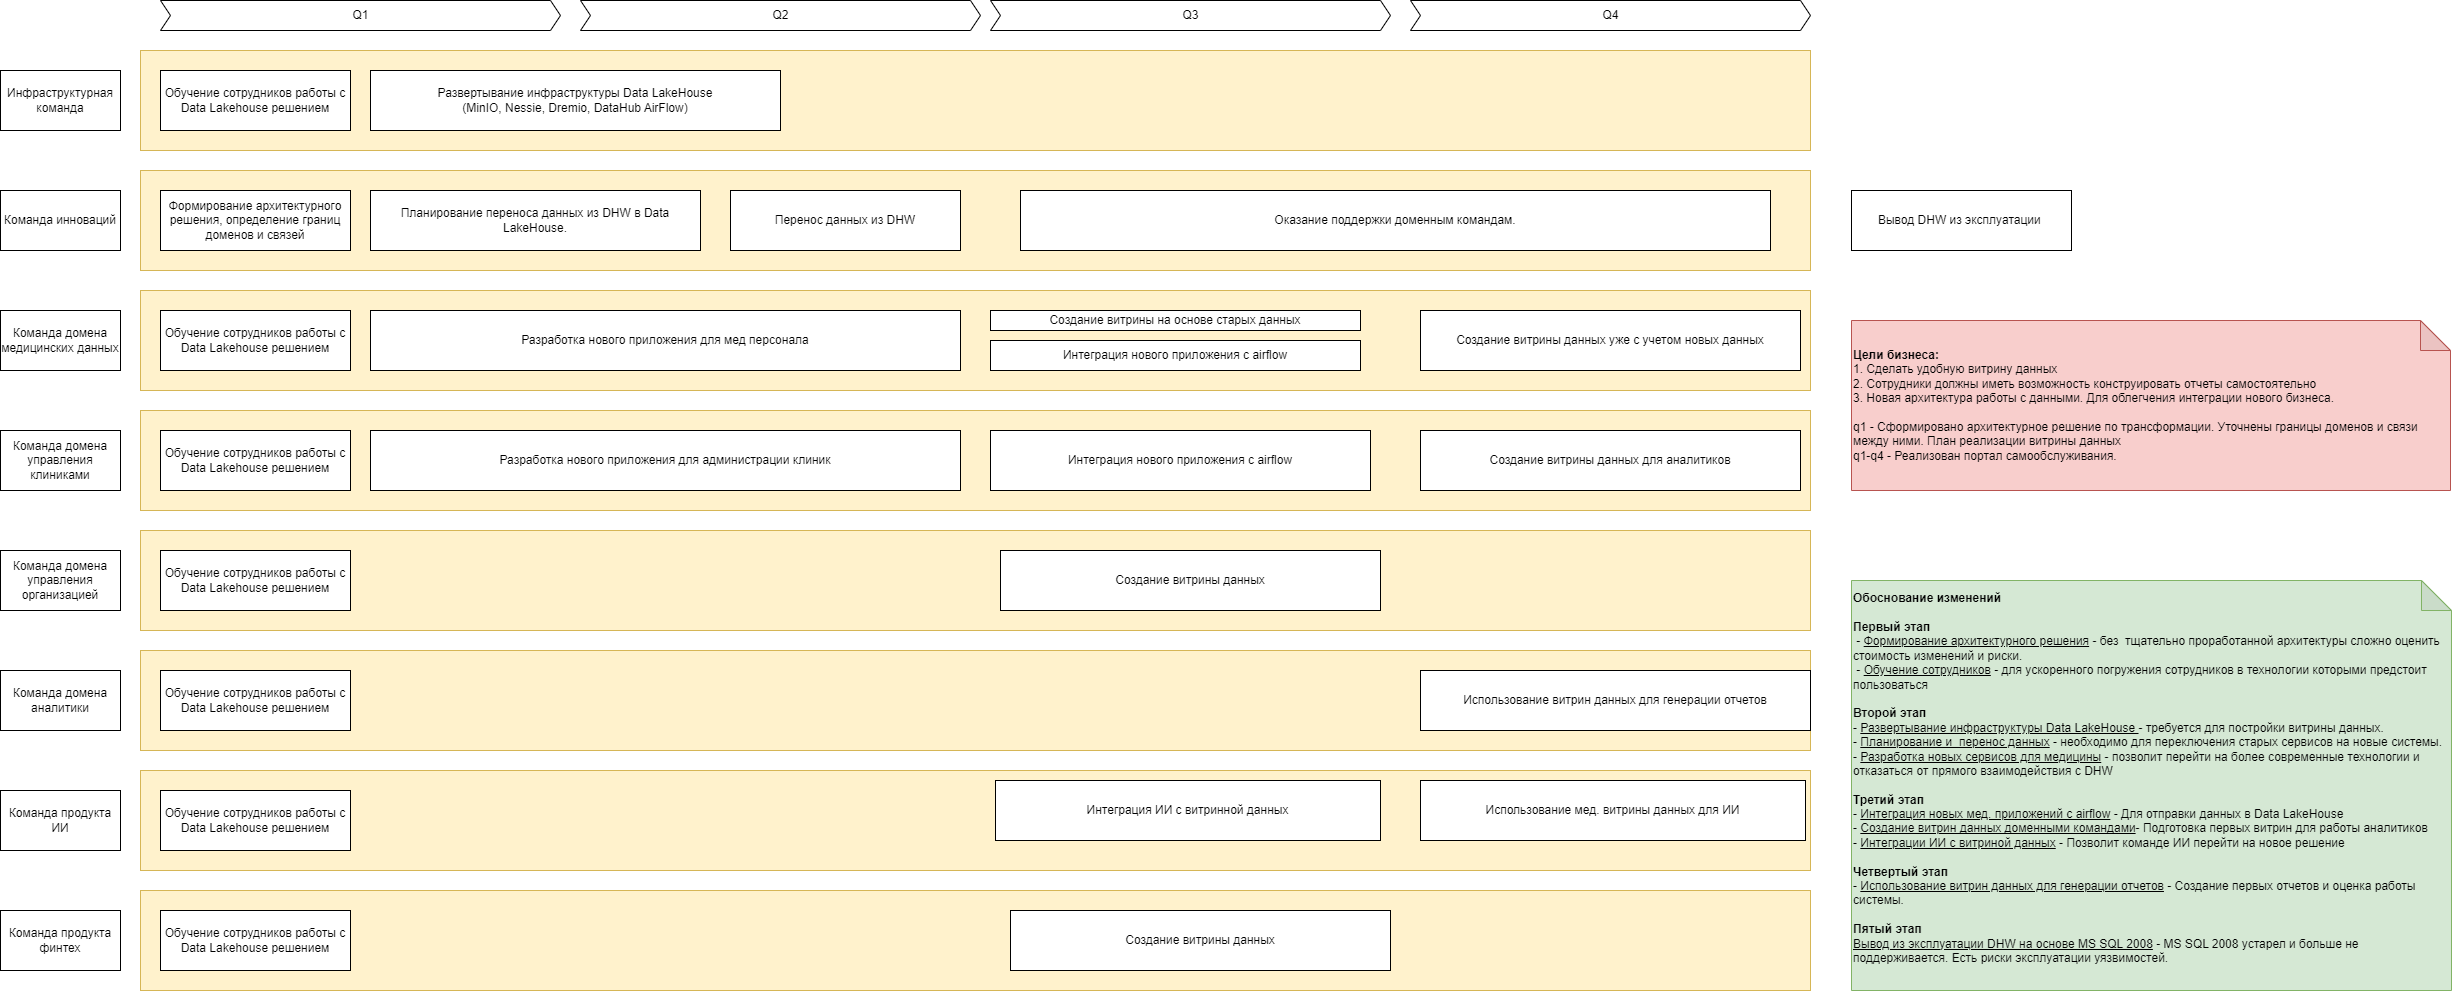 Q1
Q2
Q3
Q4
Инфраструктурная
команда
Обучение сотрудников работы с
Data Lakehouse решением
Развертывание инфраструктуры Data LakeHouse
(MinIO, Nessie, Dremio, DataHub AirFlow)
Команда инноваций
Формирование архитектурного
решения, определение границ
доменов и связей
Планирование переноса данных из DHW в Data
LakeHouse.
Перенос данных из DHW
Оказание поддержки доменным командам.
Вывод DHW из эксплуатации
Команда домена
медицинских данных
Обучение сотрудников работы с
Data Lakehouse решением
Разработка нового приложения для мед персонала
Создание витрины на основе старых данных
Интеграция нового приложения с airflow
Создание витрины данных уже с учетом новых данных
Команда домена
управления
клиниками
Обучение сотрудников работы с
Data Lakehouse решением
Разработка нового приложения для администрации клиник
Интеграция нового приложения с airflow
Создание витрины данных для аналитиков
Команда домена
управления
организацией
Обучение сотрудников работы с
Data Lakehouse решением
Создание витрины данных
Команда домена
аналитики
Обучение сотрудников работы с
Data Lakehouse решением
Использование витрин данных для генерации отчетов
Команда продукта
ИИ
Обучение сотрудников работы с
Data Lakehouse решением
Интеграция ИИ с витринной данных
Использование мед. витрины данных для ИИ
Команда продукта
финтех
Обучение сотрудников работы с
Data Lakehouse решением
Создание витрины данных
Цели бизнеса:
1. Сделать удобную витрину данных
2. Сотрудники должны иметь возможность конструировать отчеты самостоятельно
3. Новая архитектура работы с данными. Для облегчения интеграции нового бизнеса.
q1 - Сформировано архитектурное решение по трансформации. Уточнены границы доменов и связи
между ними. План реализации витрины данных
q1-q4 - Реализован портал самообслуживания.
Обоснование изменений
Первый этап
- Формирование архитектурного решения - без  тщательно проработанной архитектуры сложно оценить
стоимость изменений и риски.
- Обучение сотрудников - для ускоренного погружения сотрудников в технологии которыми предстоит
пользоваться
Второй этап
- Развертывание инфраструктуры Data LakeHouse - требуется для постройки витрины данных.
- Планирование и  перенос данных - необходимо для переключения старых сервисов на новые системы.
- Разработка новых сервисов для медицины - позволит перейти на более современные технологии и
отказаться от прямого взаимодействия с DHW
Третий этап
- Интеграция новых мед. приложений с airflow - Для отправки данных в Data LakeHouse
- Создание витрин данных доменными командами- Подготовка первых витрин для работы аналитиков
- Интеграции ИИ с витриной данных - Позволит команде ИИ перейти на новое решение
Четвертый этап
- Использование витрин данных для генерации отчетов - Создание первых отчетов и оценка работы
системы.
Пятый этап
Вывод из эксплуатации DHW на основе MS SQL 2008 - MS SQL 2008 устарел и больше не
поддерживается. Есть риски эксплуатации уязвимостей.